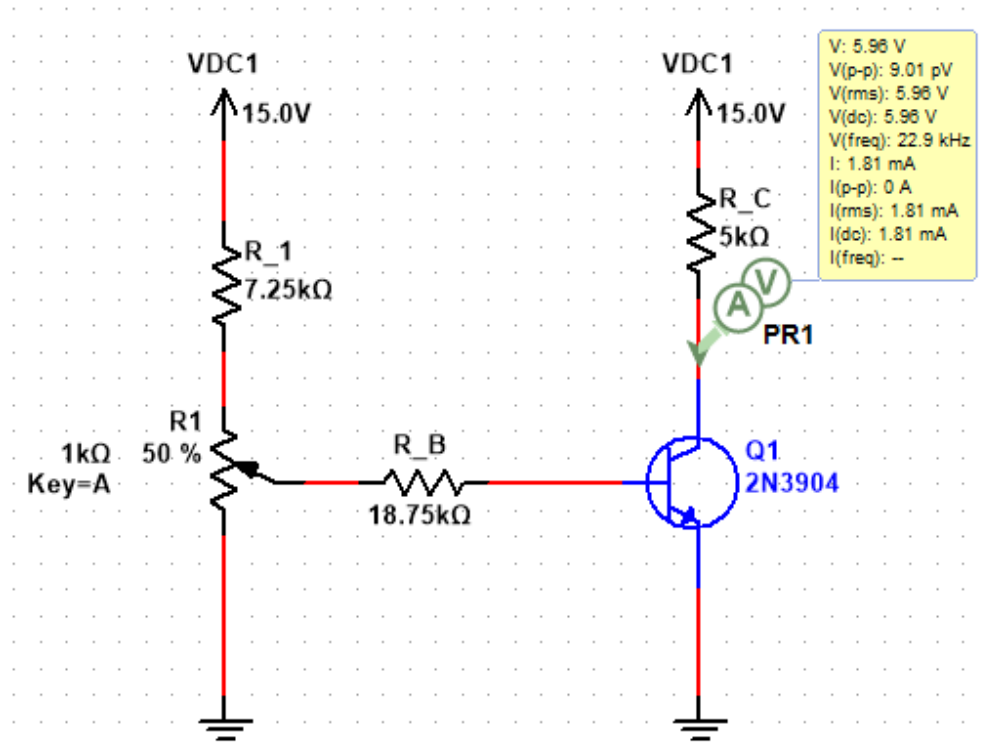 VDC1
15.0V
R_1
7.25kΩ
R1
1kΩ
50 %
Key=A
R_B
18.75kΩ
VDC1
15.0V
R_C
5kΩ
V
A
PR1
Q1
2N3904
V: 5.96 V
V(p-p): 9.01 pV
V(rms): 5.96 V
V(dc): 5.96 V
V(freq): 22.9 kHz
I: 1.81 mA
I(p-p): 0 A
I(rms): 1.81 mA
I(dc): 1.81 mA
I(freq): --